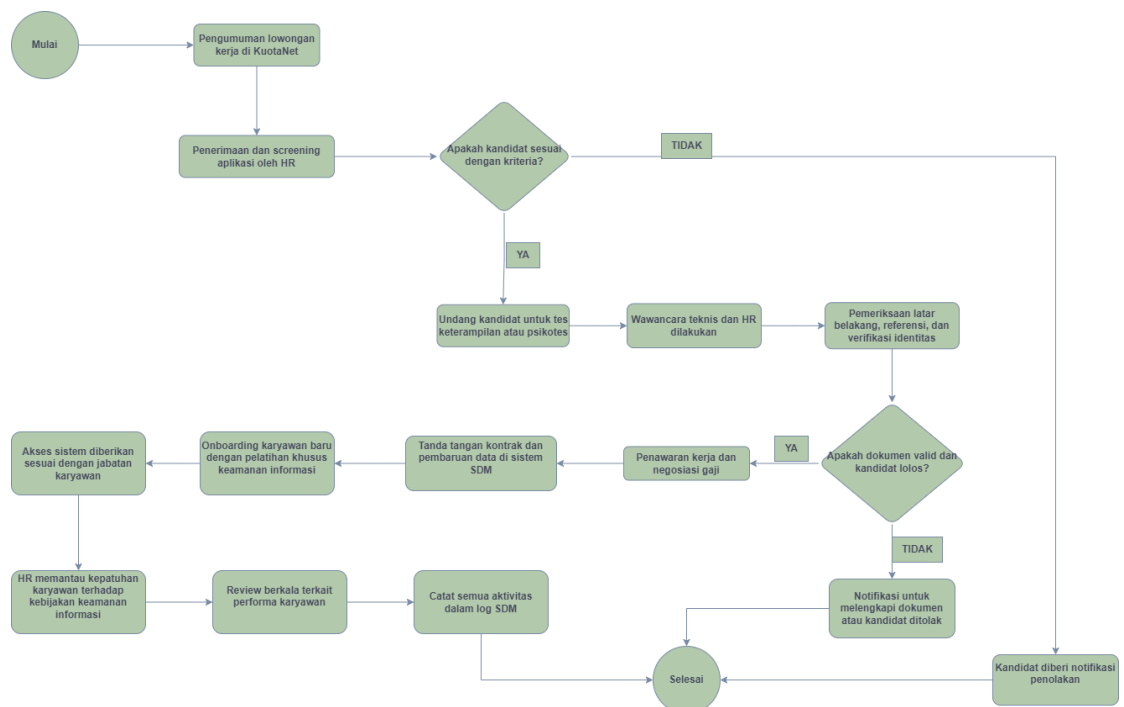 Mulai
Pengumuman lowongan
kerja di KuotaNet
Penerimaan dan screening
aplikasi oleh HR
Apakah kandidat sesuai
dengan kriteria?
TIDAK
YA
Undang kandidat untuk tes
keterampilan atau psikotes
Wawancara teknis dan HR
dilakukan
Pemeriksaan latar
belakang, referensi, dan
verifikasi identitas
Apakah dokumen valid dan
kandidat lolos?
YA
Penawaran kerja dan
negosiasi gaji
Tanda tangan kontrak dan
pembaruan data di sistem
SDM
Onboarding karyawan baru
dengan pelatihan khusus
keamanan informasi
Akses sistem diberikan
sesuai dengan jabatan
karyawan
TIDAK
HR memantau kepatuhan
karyawan terhadap
kebijakan keamanan
informasi
Review berkala terkait
performa karyawan
Catat semua aktivitas
dalam log SDM
Notifikasi untuk
melengkapi dokumen
atau kandidat ditolak
Selesai
Kandidat diberi notifikasi
penolakan